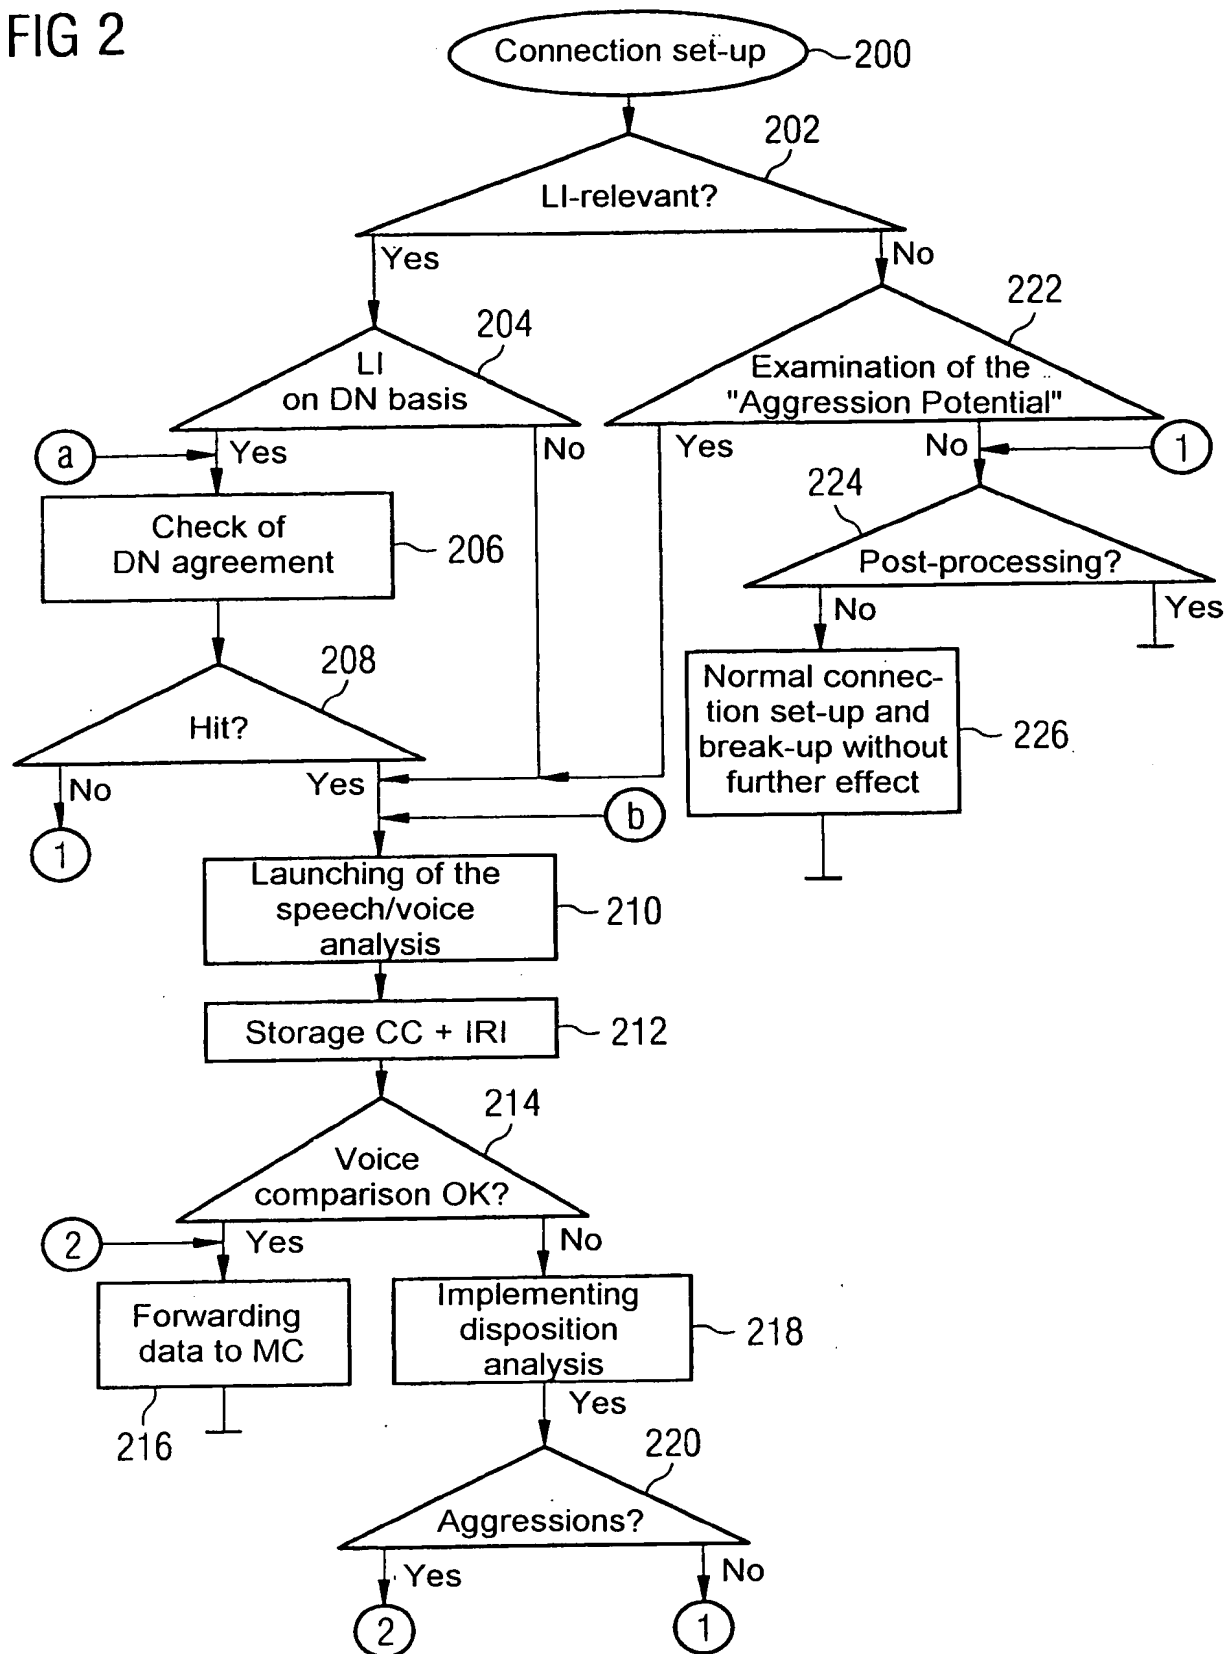 FIG 2
Connection set-up
200
202
LI-relevant?
Yes
No
204
222
LI
on DN basis
Examination of the
"Aggression Potential"
a
Yes
No
Yes
No
1
224
Check of
DN agreement
206
Post-processing?
No
Yes
208
Hit?
Normal connec-
tion set-up and
break-up without
further effect
226
No
Yes
1
b
Launching of the
speech/voice
analysis
210
Storage CC + IRI
212
214
Voice
comparison OK?
2
Yes
No
Forwarding
data to MC
216
Implementing
disposition
analysis
218
Yes
220
Aggressions?
Yes
No
2
1